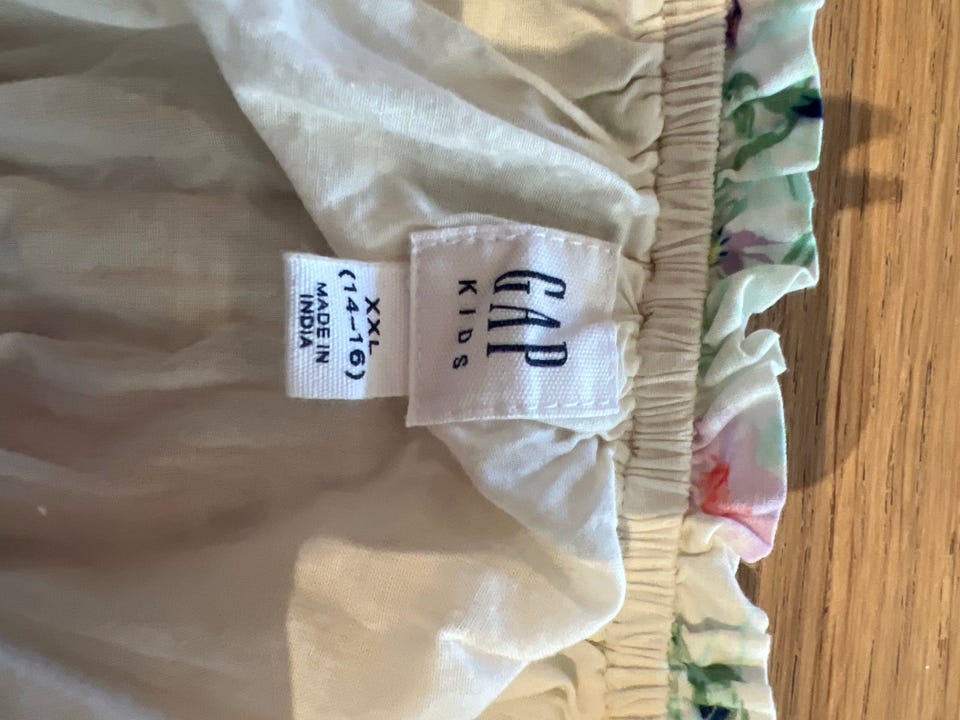 GAP
KIDS
XXL
(14-16)
MADE IN
INDIA